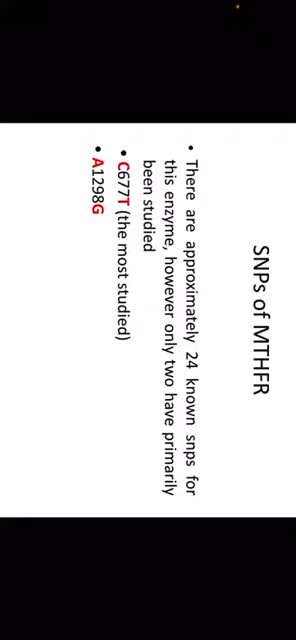 SNPs of MTHFR
• There are approximately 24 known snps for
this enzyme, however only two have primarily
been studied
• C677T (the most studied)
• A1298G